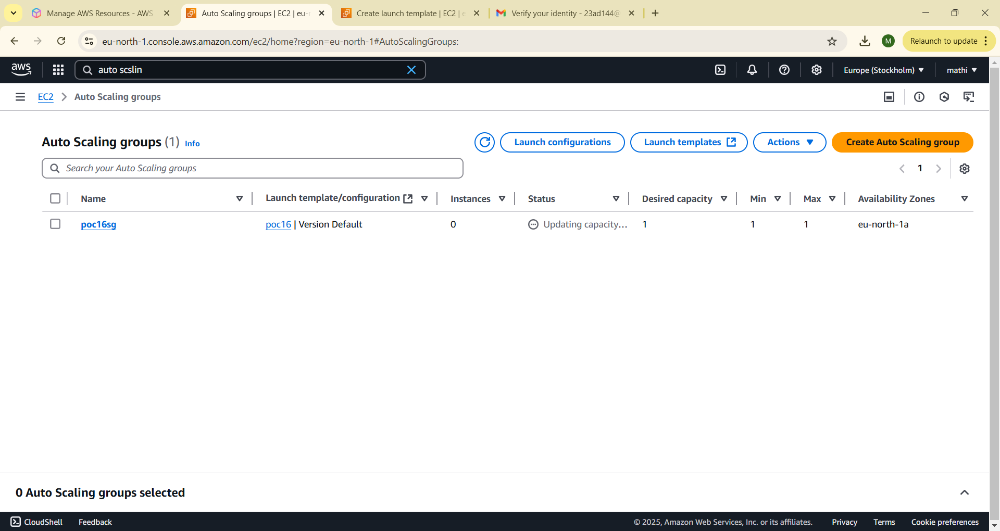 Manage AWS Resources - AWS
Auto Scaling groups | EC2 | eu-
Create launch template | EC2 |
Verify your identity - 23ad144@
eu-north-1.console.aws.amazon.com/ec2/home?region=eu-north-1#AutoScalingGroups:
M
Relaunch to update
aws
auto scslin
Europe (Stockholm)
mathi
EC2
Auto Scaling groups
Auto Scaling groups (1) Info
Launch configurations
Launch templates
Actions
Create Auto Scaling group
Search your Auto Scaling groups
1
Name
Launch template/configuration
Instances
Status
Desired capacity
Min
Max
Availability Zones
poc16sg
poc16 | Version Default
0
Updating capacity...
1
1
1
eu-north-1a
0 Auto Scaling groups selected
CloudShell
Feedback
© 2025, Amazon Web Services, Inc. or its affiliates.
Privacy
Terms
Cookie preferences